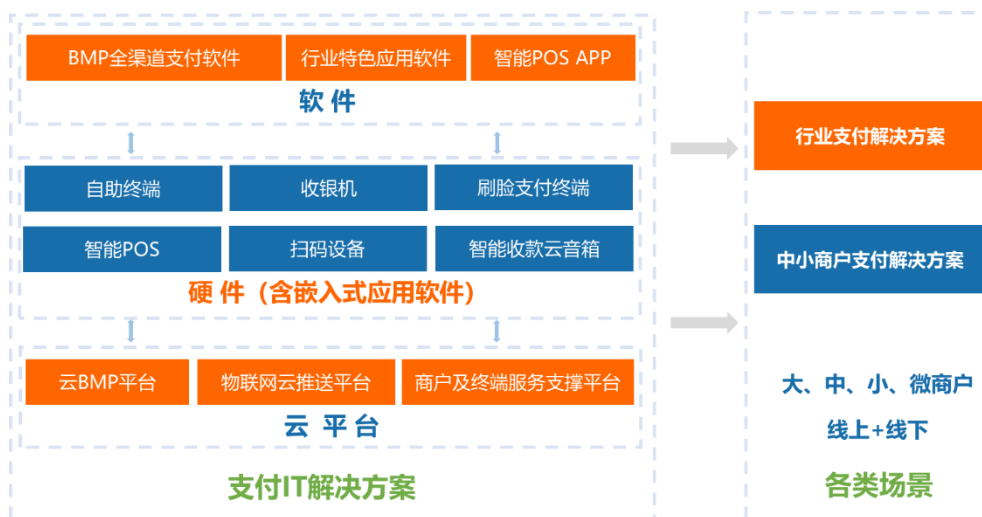 BMP全渠道支付软件
行业特色应用软件
智能POS APP
软 件
自助终端
收银机
刷脸支付终端
智能POS
扫码设备
智能收款云音箱
硬 件（含嵌入式应用软件）
云BMP平台
物联网云推送平台
商户及终端服务支撑平台
云 平 台
支付IT解决方案
行业支付解决方案
中小商户支付解决方案
大、中、小、微商户
线上+线下
各类场景